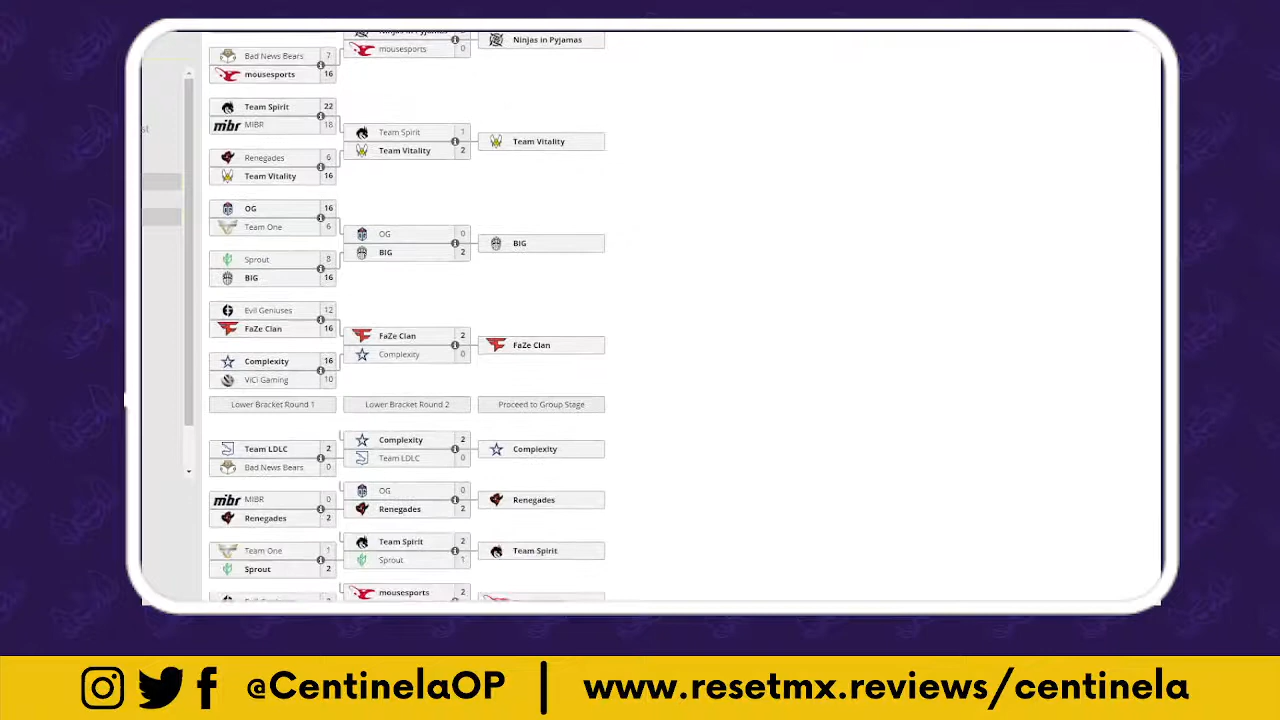 Ninjas in Pyjamas
mousesports 0
Ninjas in Pyjamas
Bad News Bears 7
mousesports 16
Team Spirit 22
mibr MIBR 18
Team Spirit 1
Team Vitality 2
Team Vitality
Renegades 6
Team Vitality 16
OG 16
Team One 6
OG 0
BIG 2
BIG
Sprout 8
BIG 16
Evil Geniuses 12
FaZe Clan 16
FaZe Clan 2
Complexity 0
FaZe Clan
Complexity 16
ViCi Gaming 10
Lower Bracket Round 1
Lower Bracket Round 2
Proceed to Group Stage
Team LDLC 2
Bad News Bears 0
Complexity 2
Team LDLC 0
Complexity
mibr MIBR 0
Renegades 2
OG 0
Renegades 2
Renegades
Team One 1
Sprout 2
Team Spirit 2
Sprout 1
Team Spirit
mousesports 2
@CentinelaOP | www.resetmx.reviews/centinela